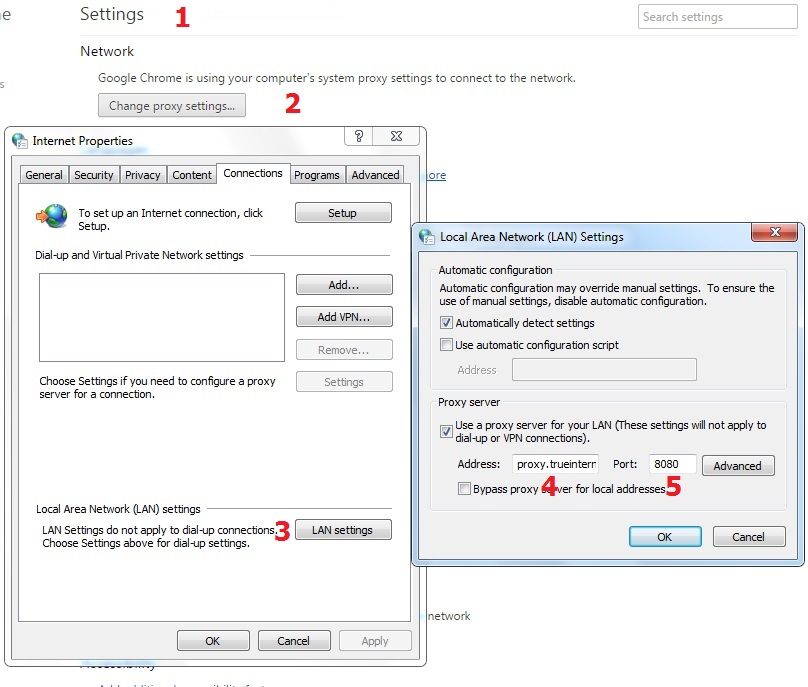 e
Settings 1
Search settings
Network
s
Google Chrome is using your computer's system proxy settings to connect to the network.
Change proxy settings... 2
Internet Properties
General Security Privacy Content Connections Programs Advanced
ore
To set up an Internet connection, click
Setup.
Setup
Dial-up and Virtual Private Network settings
Add...
Add VPN...
Remove...
Choose Settings if you need to configure a proxy
server for a connection.
Settings
Local Area Network (LAN) settings
LAN Settings do not apply to dial-up connections.
Choose Settings above for dial-up settings.
3 LAN settings
OK Cancel Apply
Local Area Network (LAN) Settings
Automatic configuration
Automatic configuration may override manual settings. To ensure the
use of manual settings, disable automatic configuration.
Automatically detect settings
Use automatic configuration script
Address
Proxy server
Use a proxy server for your LAN (These settings will not apply to
dial-up or VPN connections).
Address: proxy.trueintern Port: 8080 Advanced
4 5
Bypass proxy server for local addresses
OK Cancel
network